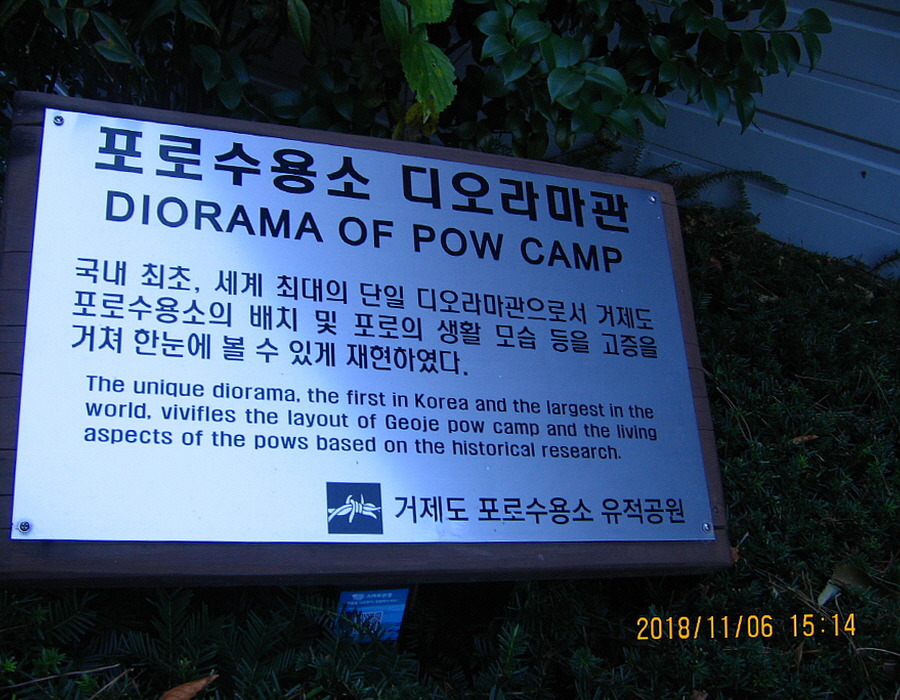 포로수용소 디오라마관
DIORAMA OF POW CAMP
국내 최초, 세계 최대의 단일 디오라마관으로서 거제도
포로수용소의 배치 및 포로의 생활 모습 등을 고증을
거쳐 한눈에 볼 수 있게 재현하였다.
The unique diorama, the first in Korea and the largest in the
world, vivifies the layout of Geoje pow camp and the living
aspects of the pows based on the historical research.
거제도 포로수용소 유적공원
2018/11/06 15:14